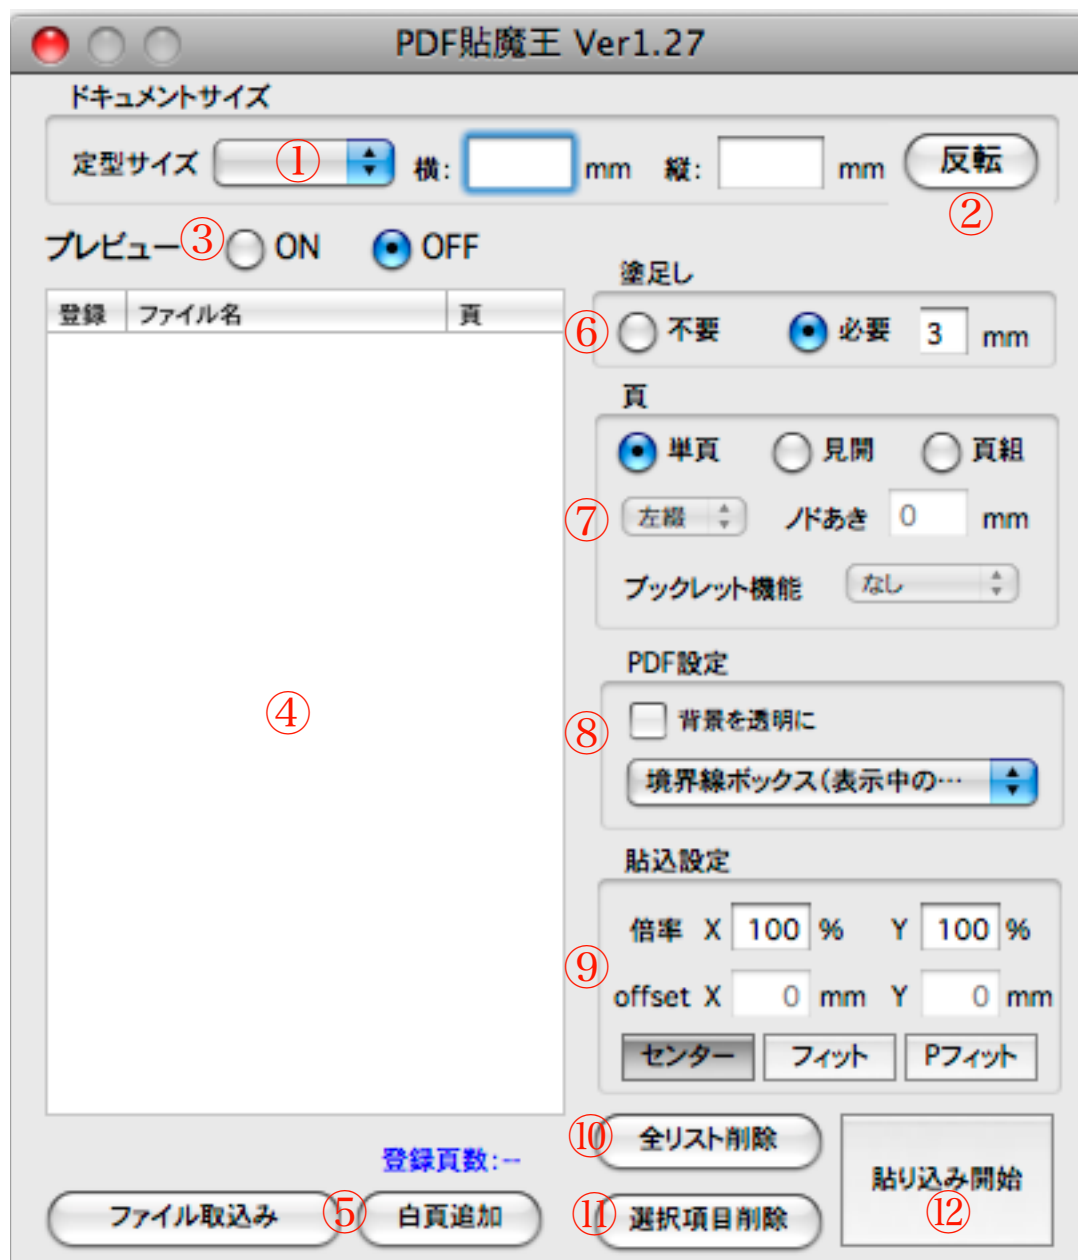 PDF貼魔王 Ver1.27
ドキュメントサイズ
定型サイズ ① 横: mm 縦: mm 反転
②
プレビュー ③ ON OFF
塗足し
登録 ファイル名 頁
⑥ 不要 必要 3 mm
頁
単頁 見開 頁組
⑦ 左綴 ノドあき 0 mm
ブックレット機能 なし
PDF設定
④
⑧ 背景を透明に
境界線ボックス(表示中の…
貼込設定
倍率 X 100 % Y 100 %
⑨
offset X 0 mm Y 0 mm
センター フィット Pフィット
⑩ 全リスト削除
登録頁数:--
貼り込み開始
ファイル取込み ⑤ 白頁追加 ⑪ 選択項目削除 ⑫